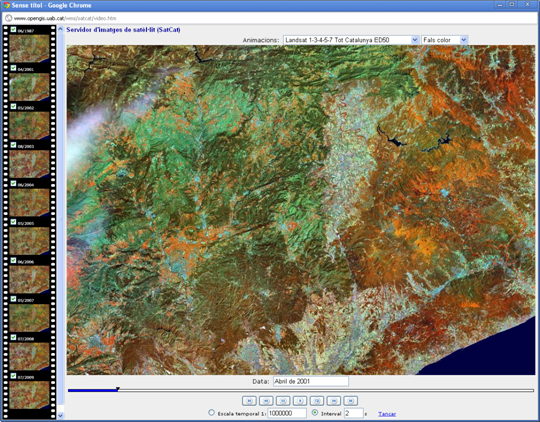 Sense títol - Google Chrome
www.opengis.uab.cat/wms/satcat/video.htm
Servidor d'imatges de satèl·lit (SatCat)
Animacions: Landsat 1-3-4-5-7 Tot Catalunya ED50 Fals color
06/1987
04/2001
03/2002
08/2003
06/2004
05/2005
06/2006
05/2007
07/2008
07/2009
Data: Abril de 2001
Escala temporal 1: 1000000 Interval 2 s Tancar